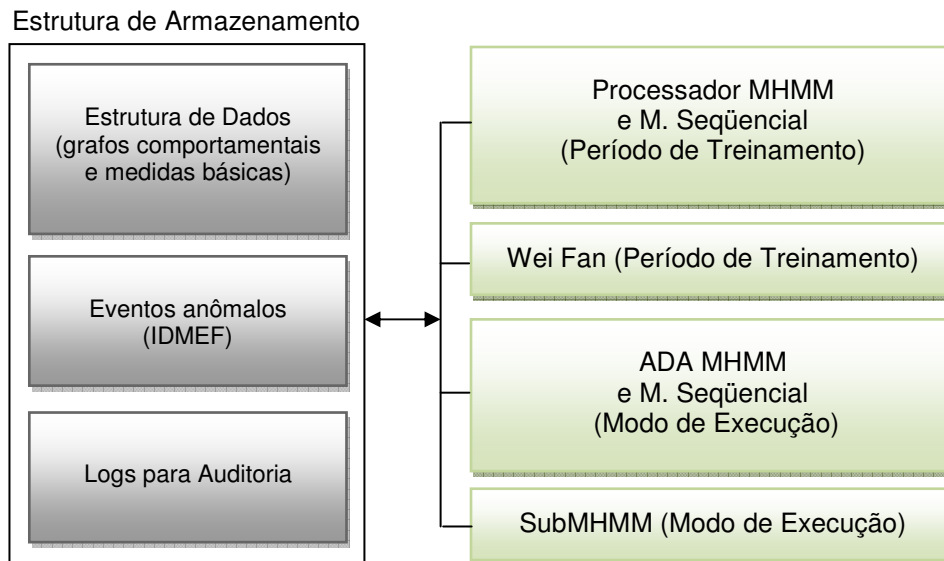 Estrutura de Armazenamento
Estrutura de Dados
(grafos comportamentais
e medidas básicas)
Eventos anômalos
(IDMEF)
Logs para Auditoria
Processador MHMM
e M. Seqüencial
(Período de Treinamento)
Wei Fan (Período de Treinamento)
ADA MHMM
e M. Seqüencial
(Modo de Execução)
SubMHMM (Modo de Execução)